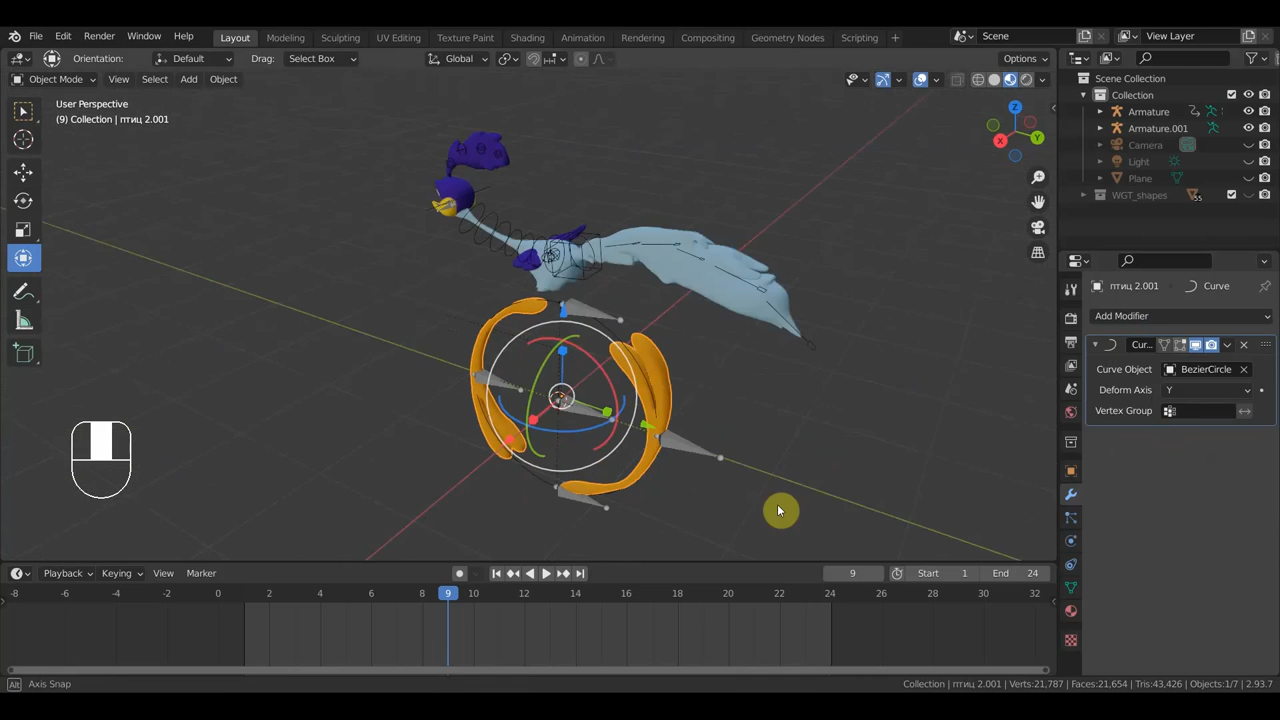 File Edit Render Window Help Layout Modeling Sculpting UV Editing Texture Paint Shading Animation Rendering Compositing Geometry Nodes Scripting + Scene View Layer
Orientation: Default Drag: Select Box Global Options
Object Mode View Select Add Object
User Perspective
(9) Collection | птиц 2.001
Z
Y
X
Scene Collection
Collection
Armature
Armature.001
Camera
Light
Plane
WGT_shapes 55
птиц 2.001 Curve
Add Modifier
Cur...
Curve Object BezierCircle
Deform Axis Y
Vertex Group
Playback Keying View Marker 9 Start 1 End 24
-8 -6 -4 -2 0 2 4 6 8 9 10 12 14 16 18 20 22 24 26 28 30 32
Alt Axis Snap Collection | птиц 2.001 | Verts:21,787 | Faces:21,654 | Tris:43,426 | Objects:1/7 | 2.93.7